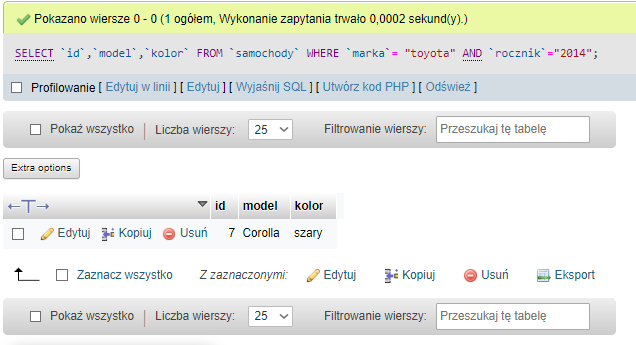 Pokazano wiersze 0 - 0 (1 ogółem, Wykonanie zapytania trwało 0,0002 sekund(y).)
SELECT `id`,`model`,`kolor` FROM `samochody` WHERE `marka`= "toyota" AND `rocznik`="2014";
Profilowanie [ Edytuj w linii ] [ Edytuj ] [ Wyjaśnij SQL ] [ Utwórz kod PHP ] [ Odśwież ]
Pokaż wszystko | Liczba wierszy: 25 Filtrowanie wierszy: Przeszukaj tę tabelę
Extra options
←T→ id model kolor
Edytuj Kopiuj Usuń 7 Corolla szary
Zaznacz wszystko Z zaznaczonymi: Edytuj Kopiuj Usuń Eksport
Pokaż wszystko | Liczba wierszy: 25 Filtrowanie wierszy: Przeszukaj tę tabelę